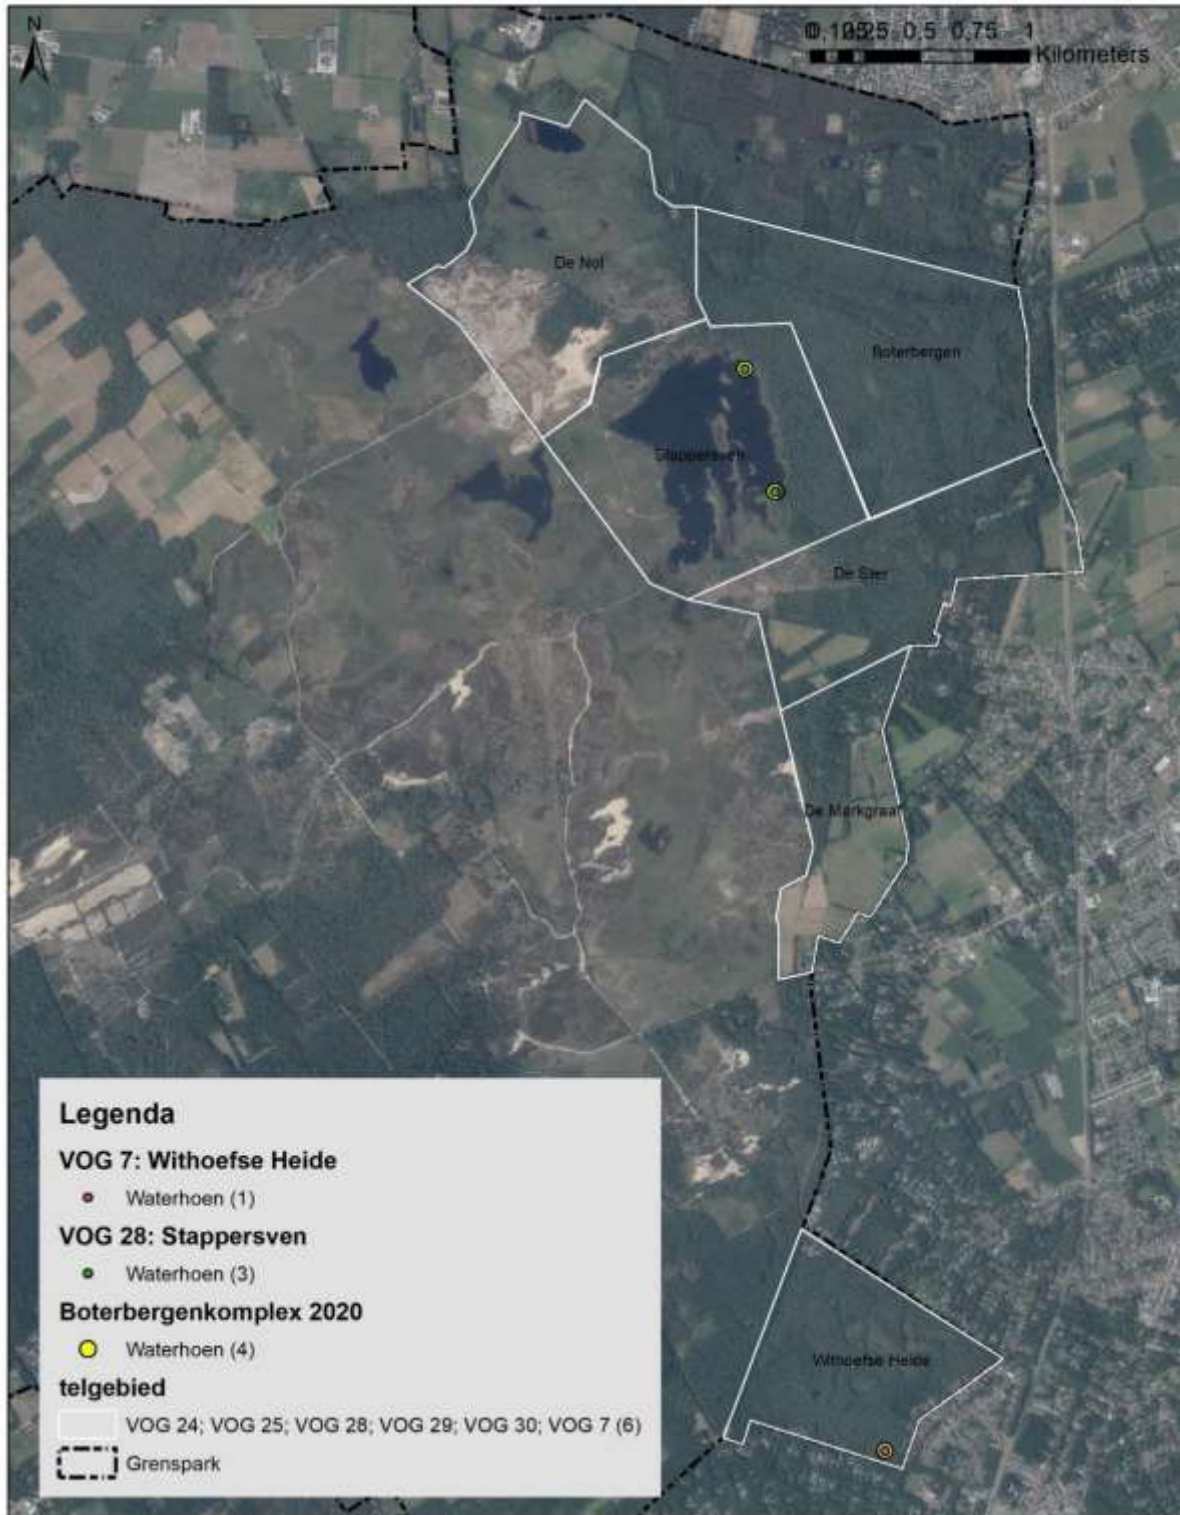 N
0,125 0,25 0,5 0,75 1
Kilometers
De Nol
Boterbergen
Stappersven
De Sier
De Markgraaf
Withoefse Heide
Legenda
VOG 7: Withoefse Heide
Waterhoen (1)
VOG 28: Stappersven
Waterhoen (3)
Boterbergenkomplex 2020
Waterhoen (4)
telgebied
VOG 24; VOG 25; VOG 28; VOG 29; VOG 30; VOG 7 (6)
Grenspark